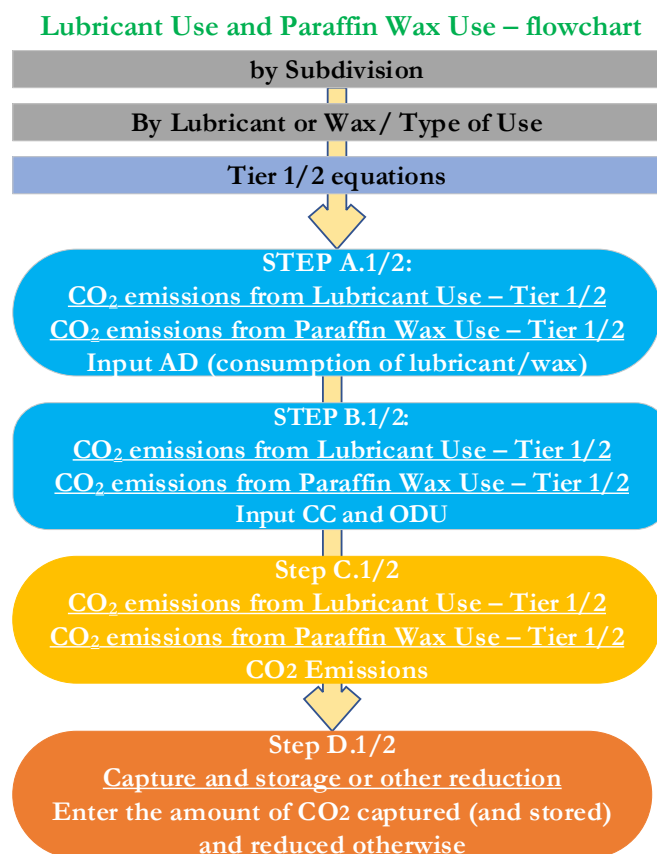 Lubricant Use and Paraffin Wax Use – flowchart
by Subdivision
By Lubricant or Wax/ Type of Use
Tier 1/2 equations
STEP A.1/2:
CO₂ emissions from Lubricant Use – Tier 1/2
CO₂ emissions from Paraffin Wax Use – Tier 1/2
Input AD (consumption of lubricant/wax)
STEP B.1/2:
CO₂ emissions from Lubricant Use – Tier 1/2
CO₂ emissions from Paraffin Wax Use – Tier 1/2
Input CC and ODU
Step C.1/2
CO₂ emissions from Lubricant Use – Tier 1/2
CO₂ emissions from Paraffin Wax Use – Tier 1/2
CO2 Emissions
Step D.1/2
Capture and storage or other reduction
Enter the amount of CO2 captured (and stored)
and reduced otherwise